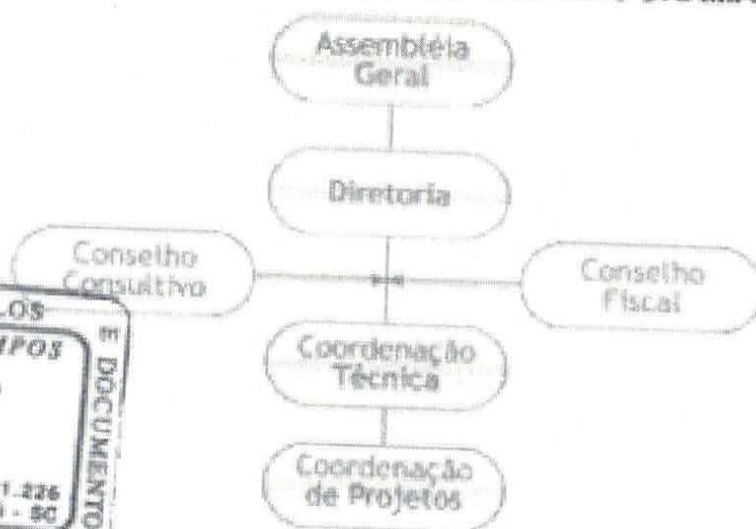 Assembléia
Geral
Diretoria
Conselho
Consultivo
Conselho
Fiscal
Coordenação
Técnica
Coordenação
de Projetos
E DOCUMENTO